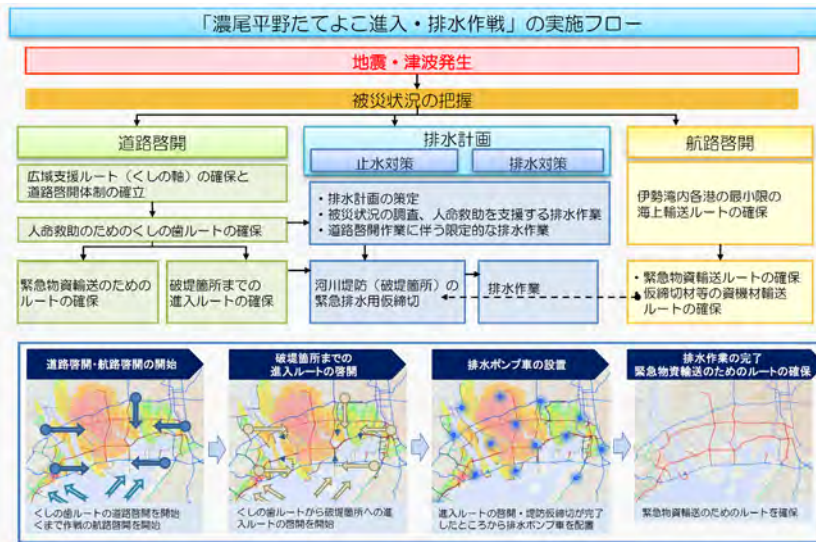 「濃尾平野たてよこ進入・排水作戦」の実施フロー
地震・津波発生
被災状況の把握
道路啓開
広域支援ルート（くしの軸）の確保と
道路啓開体制の確立
人命救助のためのくしの歯ルートの確保
緊急物資輸送のための
ルートの確保
破堤箇所までの
進入ルートの確保
排水計画
止水対策
排水対策
・排水計画の策定
・被災状況の調査、人命救助を支援する排水作業
・道路啓開作業に伴う限定的な排水作業
河川堤防（破堤箇所）の
緊急排水用仮締切
排水作業
航路啓開
伊勢湾内各港の最小限の
海上輸送ルートの確保
・緊急物資輸送ルートの確保
・仮締切材等の資機材輸送
ルートの確保
道路啓開・航路啓開の開始
くしの歯ルートの道路啓開を開始
くまで作戦の航路啓開を開始
破堤箇所までの
進入ルートの啓開
くしの歯ルートから破堤箇所への進
入ルートの啓開を開始
排水ポンプ車の設置
進入ルートの啓開・堤防仮締切が完了
したところから排水ポンプ車を配置
排水作業の完了
緊急物資輸送のためのルートの確保
緊急物資輸送のためのルートを確保